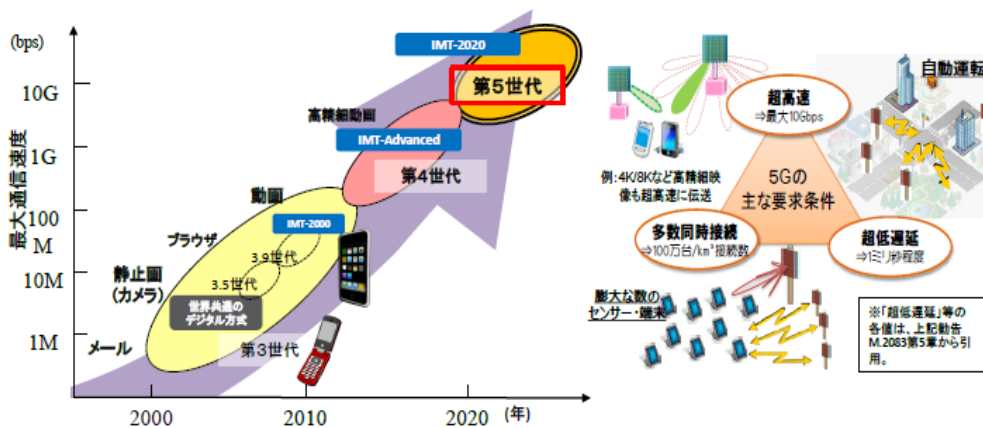 (bps)
10G
1G
100
M
10M
1M
最大通信速度
2000
2010
2020
(年)
IMT-2020
第5世代
高精細動画
IMT-Advanced
第4世代
動画
IMT-2000
ブラウザ
3.9世代
3.5世代
静止画
(カメラ)
世界共通の
デジタル方式
メール
第3世代
自動運転
超高速
⇒最大10Gbps
例:4K/8Kなど高精細映
像も超高速に伝送
5Gの
主な要求条件
多数同時接続
⇒100万台/km²接続数
超低遅延
⇒1ミリ秒程度
膨大な数の
センサー・端末
※「超低遅延」等の
各値は、上記勧告
M.2083第5章から引
用。